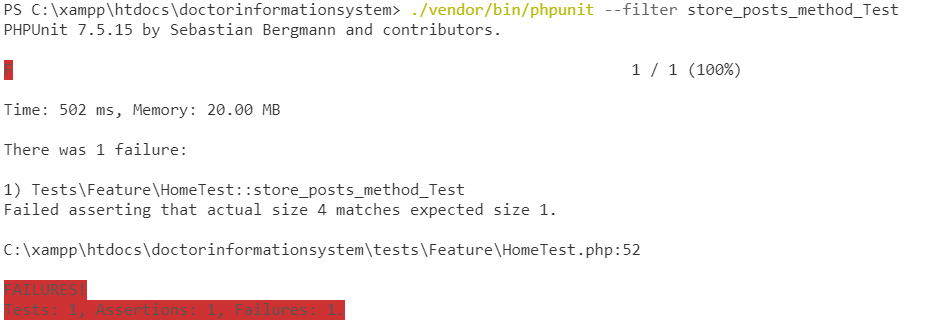 PS C:\xampp\htdocs\doctorinformationsystem> ./vendor/bin/phpunit --filter store_posts_method_Test
PHPUnit 7.5.15 by Sebastian Bergmann and contributors.
F 1 / 1 (100%)
Time: 502 ms, Memory: 20.00 MB
There was 1 failure:
1) Tests\Feature\HomeTest::store_posts_method_Test
Failed asserting that actual size 4 matches expected size 1.
C:\xampp\htdocs\doctorinformationsystem\tests\Feature\HomeTest.php:52
FAILURES!
Tests: 1, Assertions: 1, Failures: 1.